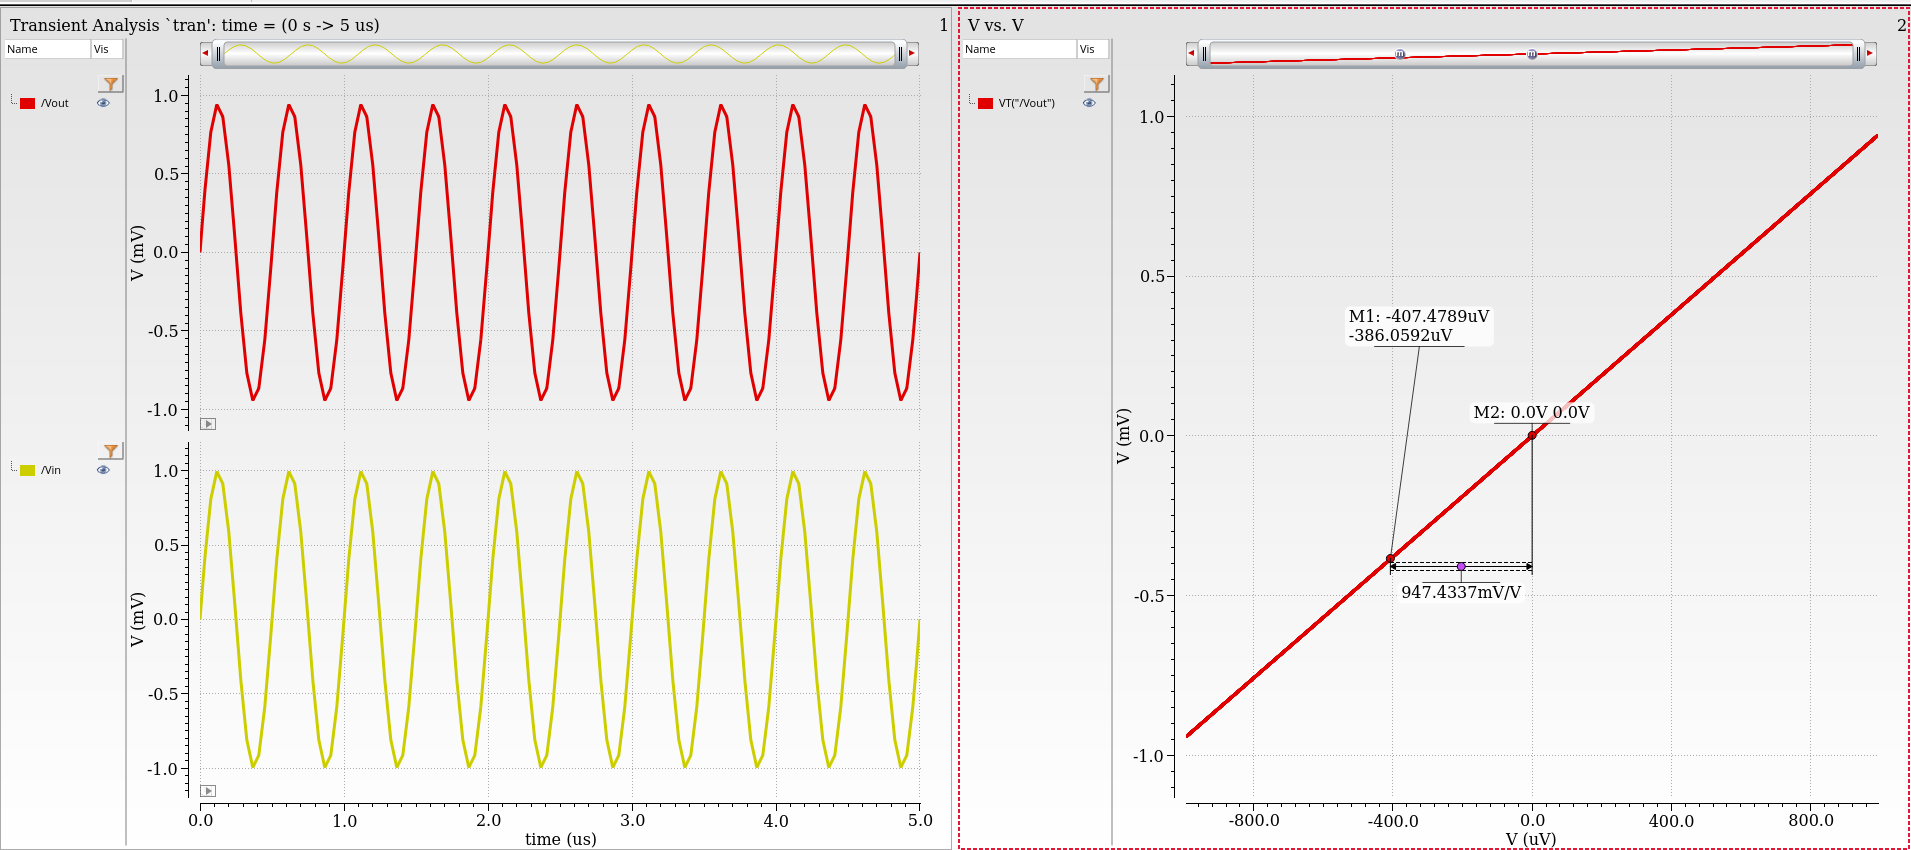 Transient Analysis `tran': time = (0 s -> 5 us)
1
Name
Vis
/Vout
1.0
0.5
0.0
-0.5
-1.0
V (mV)
/Vin
1.0
0.5
0.0
-0.5
-1.0
V (mV)
0.0 1.0 2.0 3.0 4.0 5.0
time (us)
V vs. V
2
Name
Vis
VT("/Vout")
1.0
0.5
0.0
-0.5
-1.0
V (mV)
M1: -407.4789uV
-386.0592uV
M2: 0.0V 0.0V
947.4337mV/V
-800.0 -400.0 0.0 400.0 800.0
V (uV)